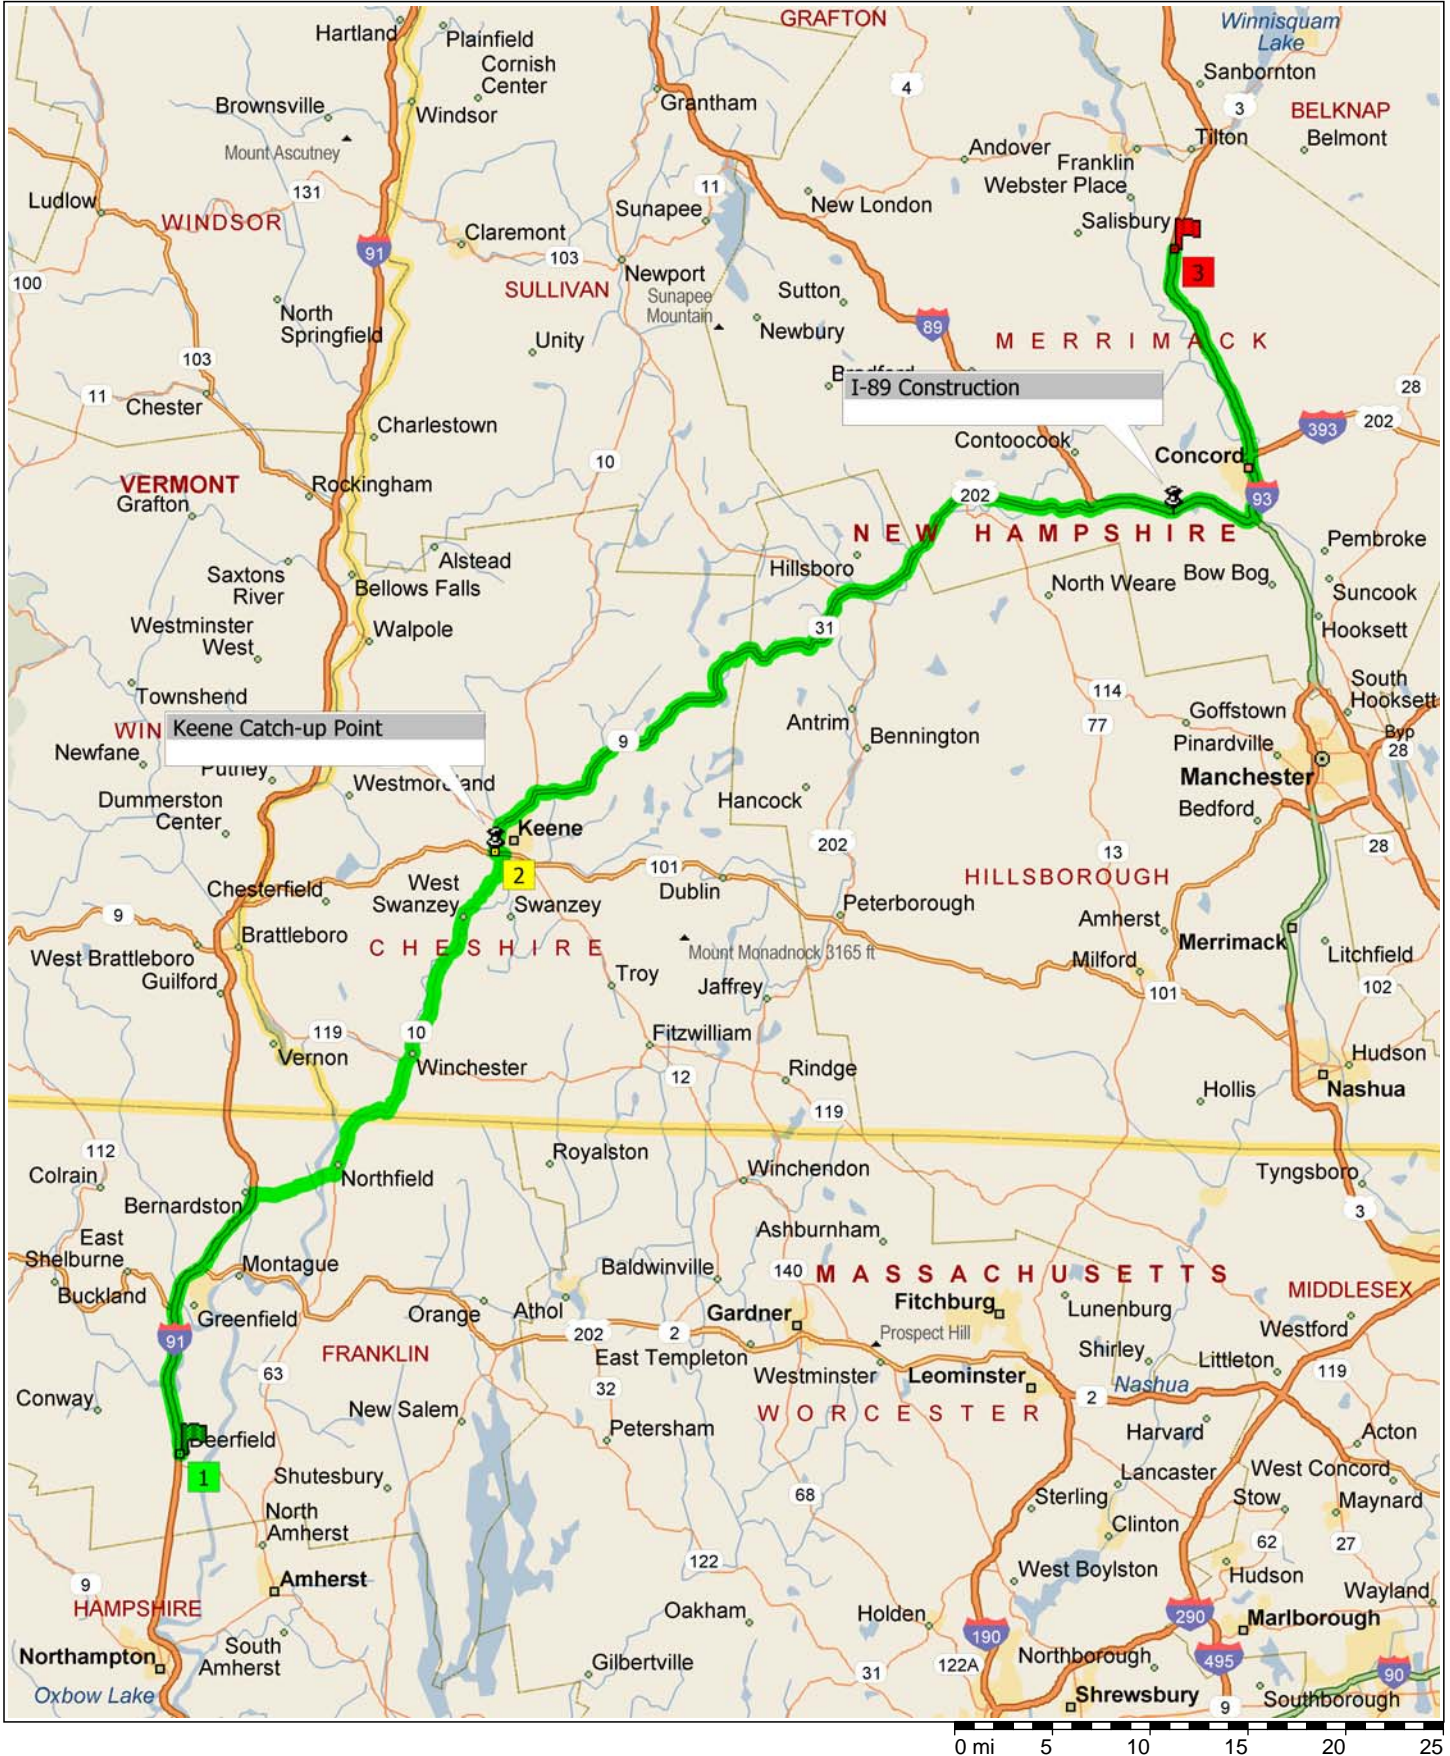 GRAFTON
Winnisquam
Lake
Hartland
Plainfield
Cornish
Center
Sanbornton
Brownsville
Windsor
Grantham
4
3
BELKNAP
Mount Ascutney
Andover
Franklin
Tilton
Belmont
Webster Place
Ludlow
131
11
WINDSOR
Sunapee
New London
Salisbury
91
Claremont
103
Newport
3
100
SULLIVAN
Sunapee
Mountain
Sutton
North
Springfield
Newbury
89
Unity
MERRIMACK
103
Bradford
I-89 Construction
11
Chester
28
Charlestown
393
202
Contoocook
Concord
10
VERMONT
Rockingham
Grafton
202
93
NEW HAMPSHIRE
Pembroke
Alstead
Hillsboro
Saxtons
River
Bellows Falls
North Weare
Bow Bog
Suncook
Westminster
West
Walpole
31
Hooksett
Townshend
114
South
Hooksett
WIN
Keene Catch-up Point
Antrim
77
Goffstown
Newfane
9
Bennington
Pinardville
Byp
28
Putney
Westmoreland
Manchester
Dummerston
Center
Hancock
Bedford
Keene
202
13
28
2
101
Dublin
HILLSBOROUGH
Chesterfield
West
Swanzey
Swanzey
Peterborough
Amherst
9
Brattleboro
CHESHIRE
Mount Monadnock 3165 ft
Merrimack
Litchfield
West Brattleboro
Guilford
Troy
Jaffrey
Milford
101
102
119
10
Fitzwilliam
Vernon
Winchester
Rindge
Hudson
12
Hollis
Nashua
119
112
Royalston
Winchendon
Colrain
Northfield
Tyngsboro
Bernardston
3
East
Shelburne
Ashburnham
Montague
Baldwinville
140
MASSACHUSETTS
MIDDLESEX
Buckland
Greenfield
Orange
Athol
Gardner
Fitchburg
Lunenburg
Westford
91
202
2
Prospect Hill
FRANKLIN
East Templeton
Shirley
Littleton
63
Westminster
Leominster
119
Conway
32
2
Nashua
New Salem
WORCESTER
Petersham
Harvard
Acton
Deerfield
1
Shutesbury
Lancaster
West Concord
68
Sterling
Stow
Maynard
North
Amherst
Clinton
62
27
122
9
Amherst
West Boylston
Hudson
Wayland
HAMPSHIRE
Oakham
Holden
290
Marlborough
190
Northampton
South
Amherst
Gilbertville
31
122A
Northborough
495
90
Oxbow Lake
Shrewsbury
9
Southborough
0 mi 5 10 15 20 25